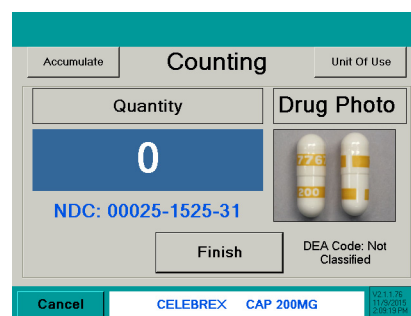 Accumulate
Counting
Unit Of Use
Quantity
Drug Photo
0
7767
200
NDC: 00025-1525-31
Finish
DEA Code: Not
Classified
Cancel
CELEBREX CAP 200MG
V2.1.1.76
11/9/2015
2:09:19 PM